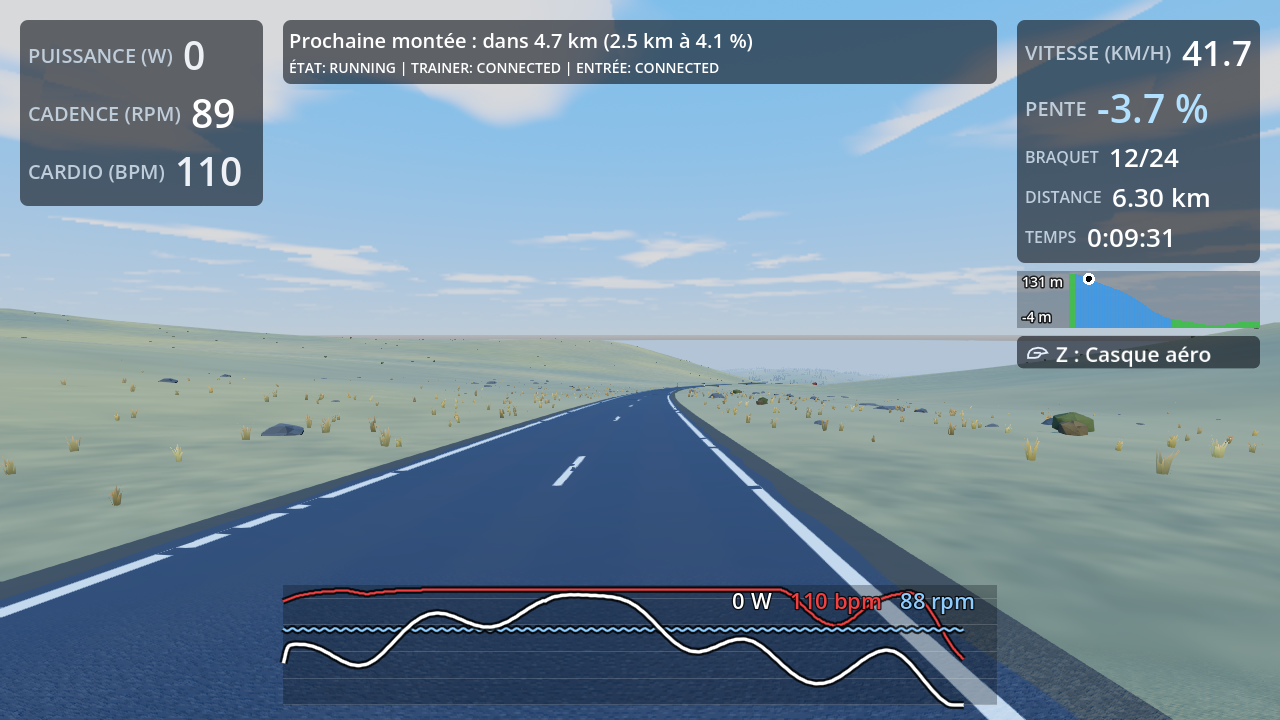 PUISSANCE (W) 0
CADENCE (RPM) 89
CARDIO (BPM) 110
Prochaine montée : dans 4.7 km (2.5 km à 4.1 %)
ÉTAT: RUNNING | TRAINER: CONNECTED | ENTRÉE: CONNECTED
VITESSE (KM/H) 41.7
PENTE -3.7 %
BRAQUET 12/24
DISTANCE 6.30 km
TEMPS 0:09:31
131 m
-4 m
Z : Casque aéro
0 W 110 bpm 88 rpm